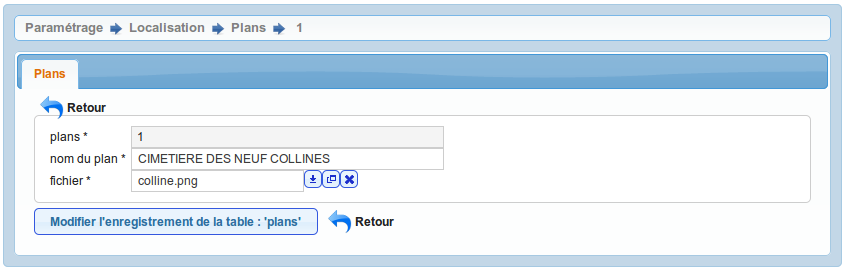 Paramétrage Localisation Plans 1
Plans
Retour
plans * 1
nom du plan * CIMETIERE DES NEUF COLLINES
fichier * colline.png
Modifier l'enregistrement de la table : 'plans' Retour